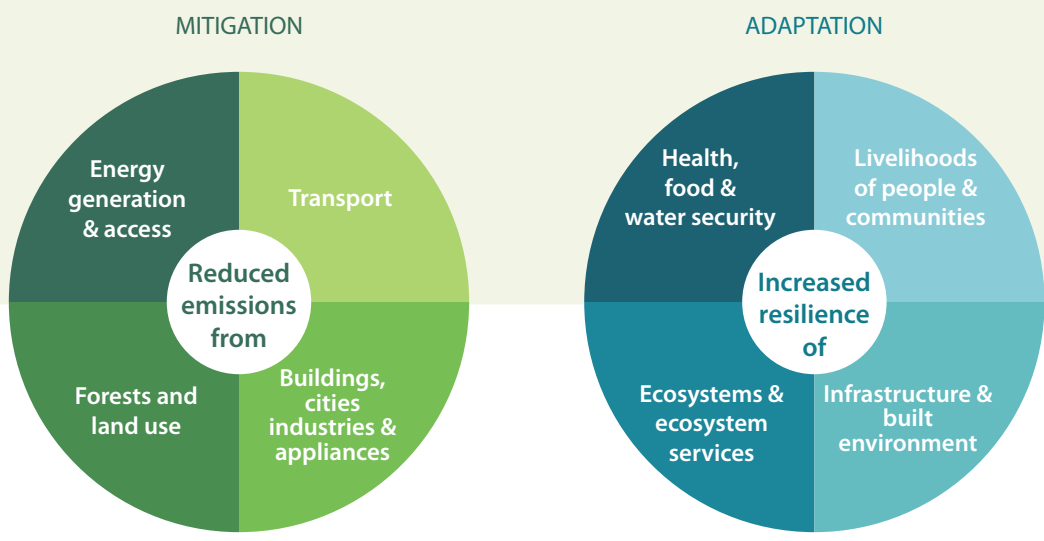 MITIGATION
Energy
generation
& access
Transport
Reduced
emissions
from
Forests and
land use
Buildings,
cities
industries &
appliances
ADAPTATION
Health,
food &
water security
Livelihoods
of people &
communities
Increased
resilience
of
Ecosystems &
ecosystem
services
Infrastructure &
built
environment